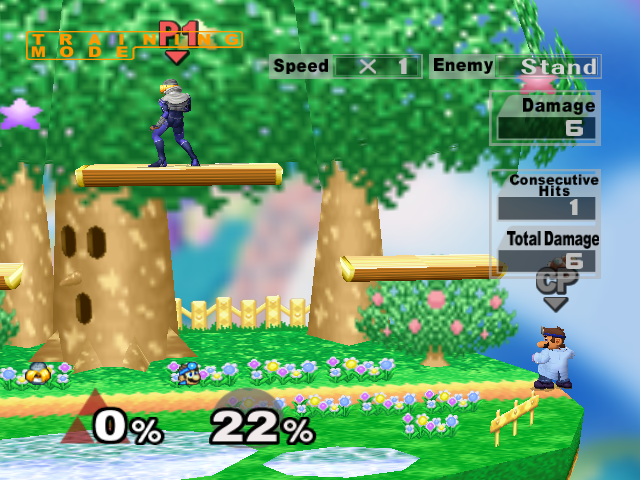 TRAINING
MODE
P1
Speed × 1
Enemy Stand
Damage
6
Consecutive
Hits
1
Total Damage
6
CP
0%
22%